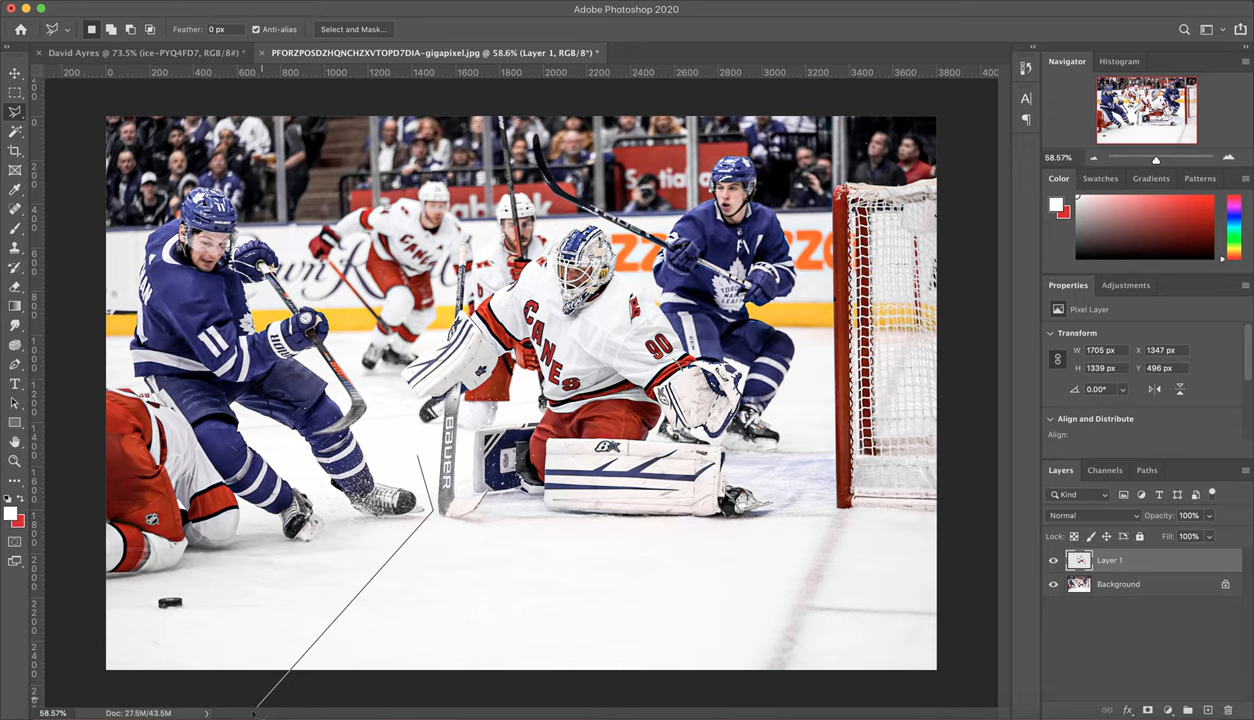 Adobe Photoshop 2020
Feather: 0 px
Anti-alias
Select and Mask...
David Ayres @ 73.5% (ice-PYQ4FD7, RGB/8#) *
PFORZPOSDZHQNCHZXVTOPD7DIA-gigapixel.jpg @ 58.6% (Layer 1, RGB/8*) *
200 0 200 400 600 800 1000 1200 1400 1600 1800 2000 2200 2400 2600 2800 3000 3200 3400 3600 3800 400
Navigator Histogram
58.57%
Color Swatches Gradients Patterns
Properties Adjustments
Pixel Layer
Transform
W 1705 px X 1347 px
H 1339 px Y 496 px
0.00°
Align and Distribute
Align:
Layers Channels Paths
Kind
Normal Opacity: 100%
Lock: Fill: 100%
Layer 1
Background
11
11
CANES
90
CANES
BAUER
TORONTO
MAPLE
LEAFS
58.57% Doc: 27.5M/43.5M